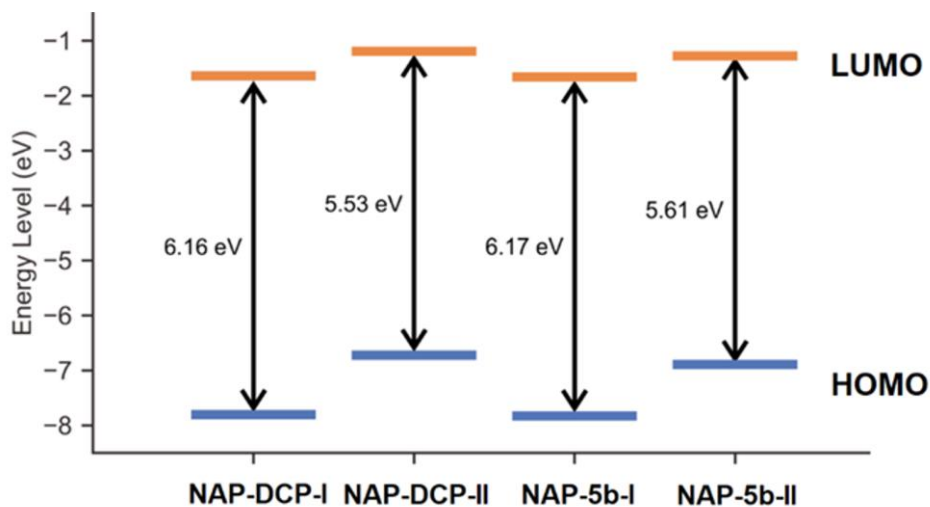 Energy Level (eV)
−1
−2
−3
−4
−5
−6
−7
−8
LUMO
HOMO
6.16 eV
5.53 eV
6.17 eV
5.61 eV
NAP-DCP-I NAP-DCP-II NAP-5b-I NAP-5b-II